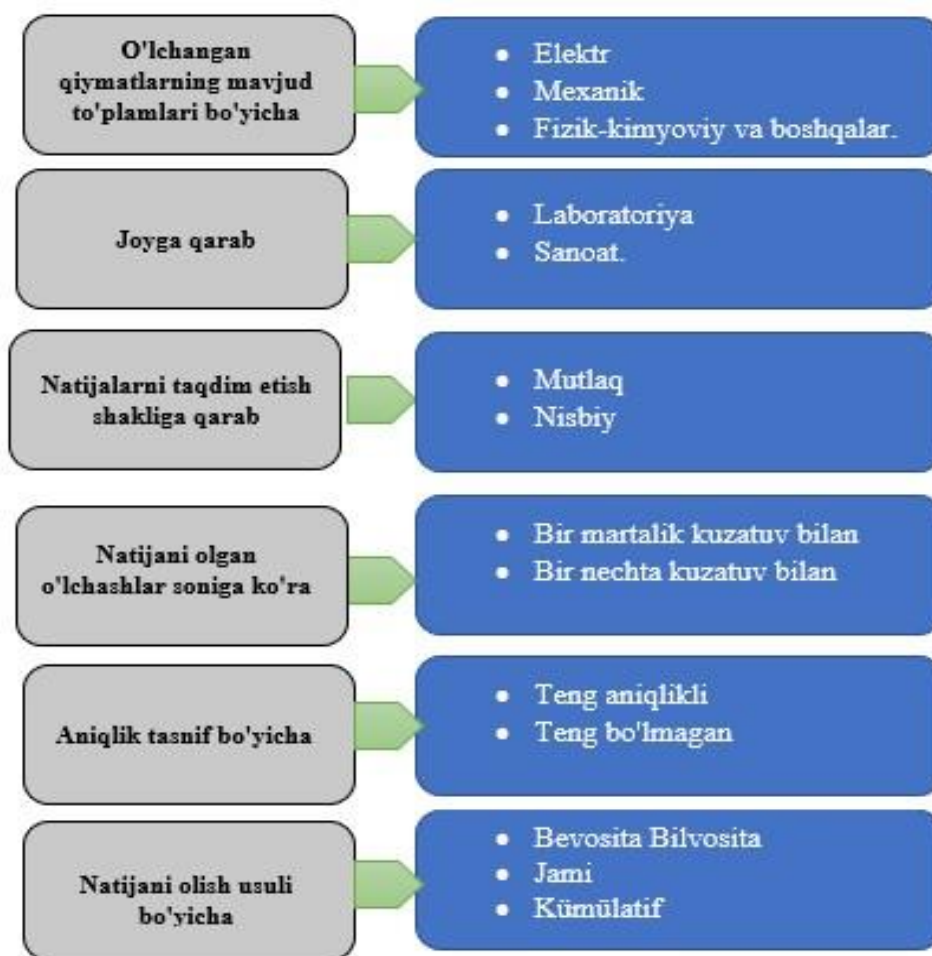 O'lchangan
qiymatlarning mavjud
to'plamlari bo'yicha
• Elektr
• Mexanik
• Fizik-kimyoviy va boshqalar.
Joyga qarab
• Laboratoriya
• Sanoat.
Natijalarni taqdim etish
shakliga qarab
• Mutlaq
• Nisbiy
Natijani olgan
o'lchashlar soniga ko'ra
• Bir martalik kuzatuv bilan
• Bir nechta kuzatuv bilan
Aniqlik tasnif bo'yicha
• Teng aniqlikli
• Teng bo'lmagan
Natijani olish usuli
bo'yicha
• Bevosita Bilvosita
• Jami
• Kümülatif